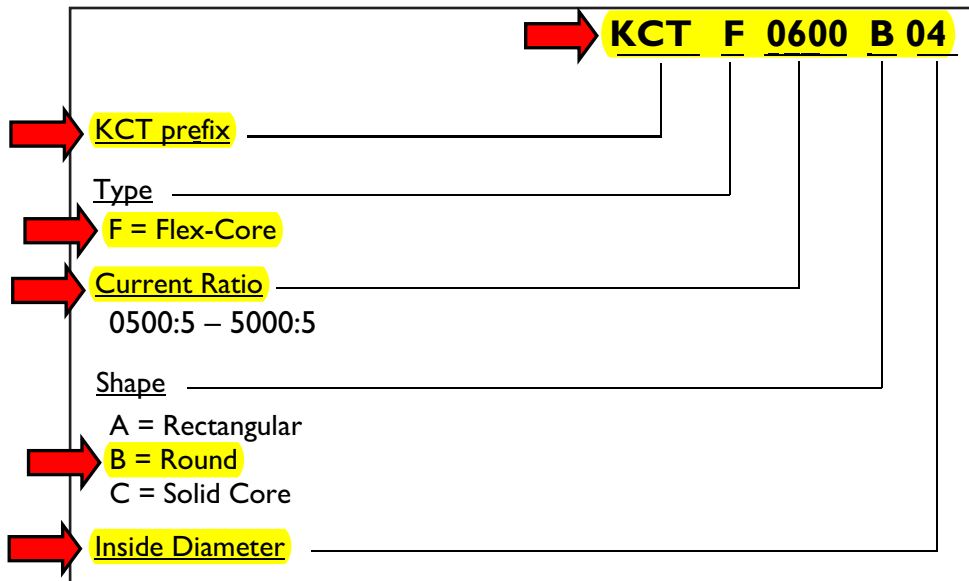 KCT F 0600 B 04
KCT prefix
Type
F = Flex-Core
Current Ratio
0500:5 – 5000:5
Shape
A = Rectangular
B = Round
C = Solid Core
Inside Diameter